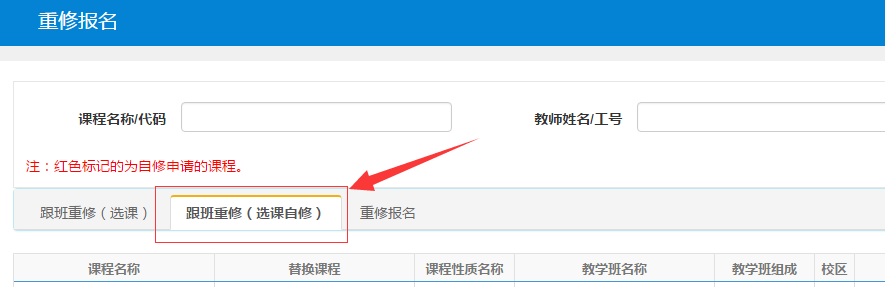 重修报名
课程名称/代码 教师姓名/工号
注：红色标记的为自修申请的课程。
跟班重修（选课） 跟班重修（选课自修） 重修报名
课程名称 替换课程 课程性质名称 教学班名称 教学班组成 校区